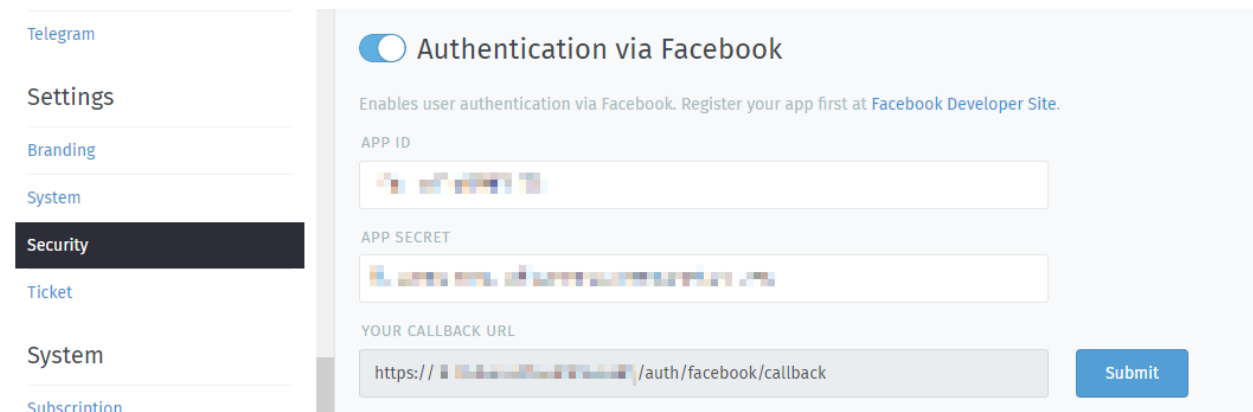 Telegram
Settings
Branding
System
Security
Ticket
System
Subscription
Authentication via Facebook
Enables user authentication via Facebook. Register your app first at Facebook Developer Site.
APP ID
APP SECRET
YOUR CALLBACK URL
https:// /auth/facebook/callback
Submit